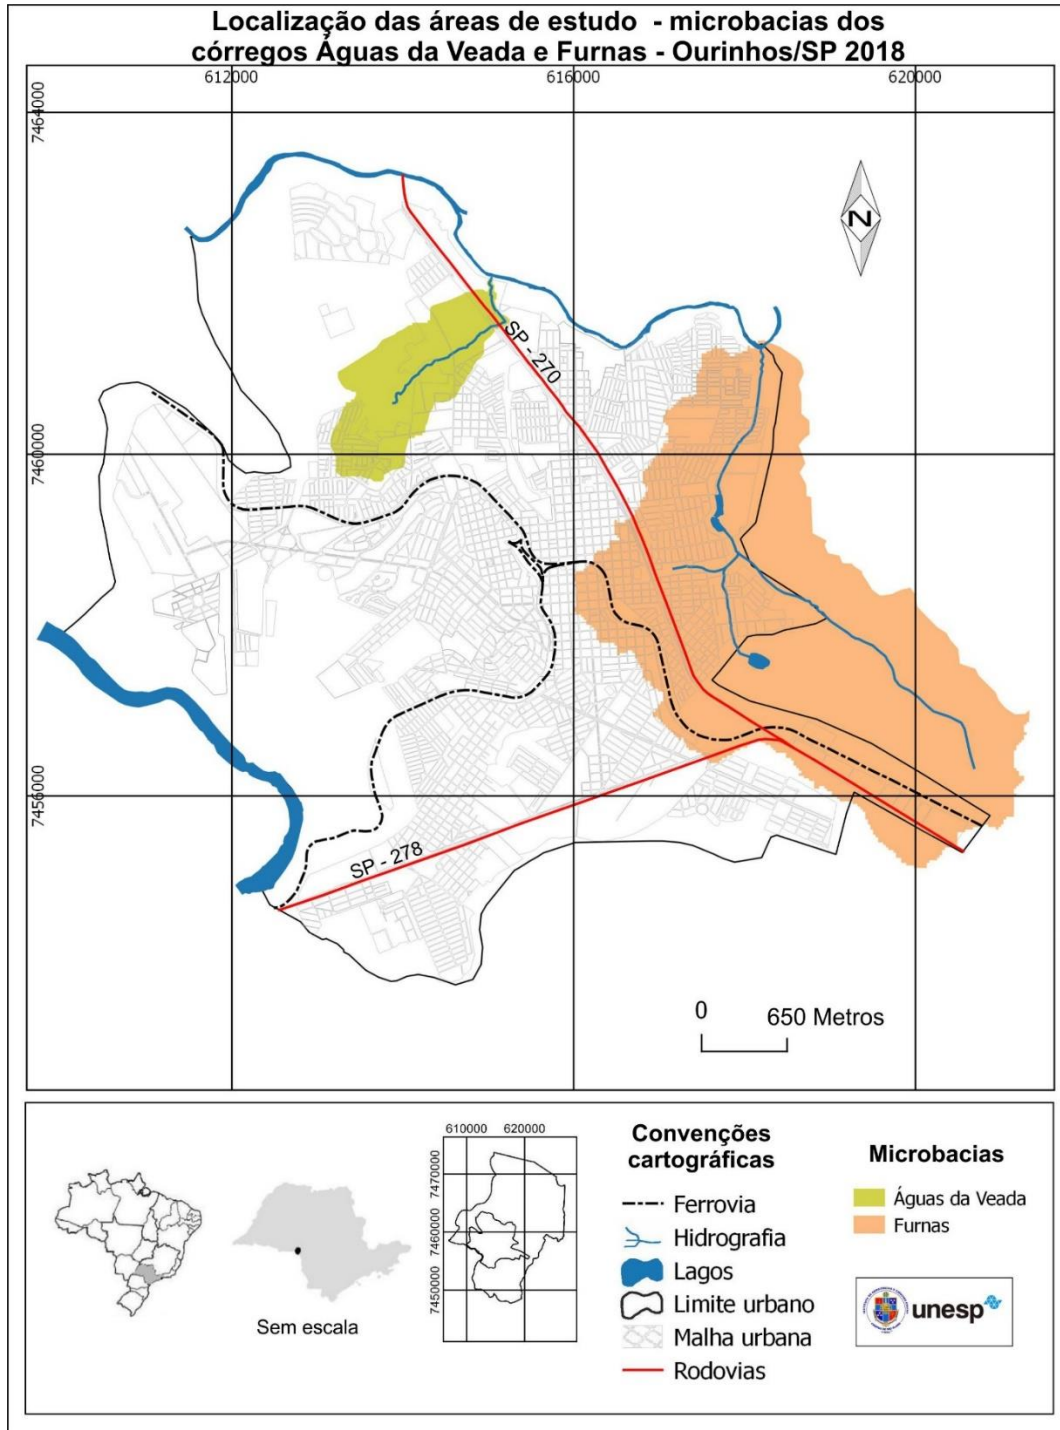 Localização das áreas de estudo - microbacias dos
córregos Águas da Veada e Furnas - Ourinhos/SP 2018
612000
616000
620000
7464000
7460000
7456000
N
SP - 270
SP - 278
0
650 Metros
610000
620000
7470000
7460000
7450000
Sem escala
Convenções
cartográficas
Ferrovia
Hidrografia
Lagos
Limite urbano
Malha urbana
Rodovias
Microbacias
Águas da Veada
Furnas
unesp